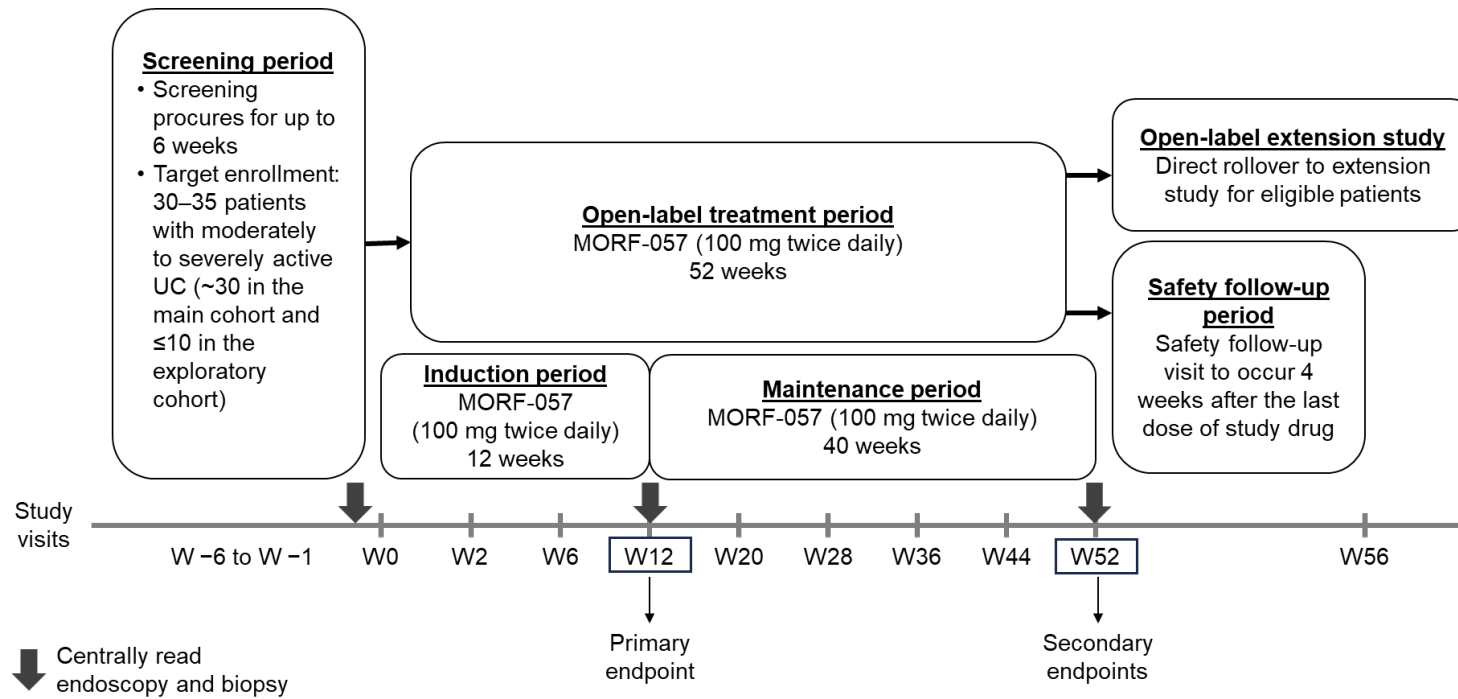 Screening period
• Screening
procures for up to
6 weeks
• Target enrollment:
30–35 patients
with moderately
to severely active
UC (~30 in the
main cohort and
≤10 in the
exploratory
cohort)
Open-label treatment period
MORF-057 (100 mg twice daily)
52 weeks
Open-label extension study
Direct rollover to extension
study for eligible patients
Safety follow-up
period
Safety follow-up
visit to occur 4
weeks after the last
dose of study drug
Induction period
MORF-057
(100 mg twice daily)
12 weeks
Maintenance period
MORF-057 (100 mg twice daily)
40 weeks
Study
visits
W −6 to W −1
W0
W2
W6
W12
W20
W28
W36
W44
W52
W56
Primary
endpoint
Secondary
endpoints
Centrally read
endoscopy and biopsy